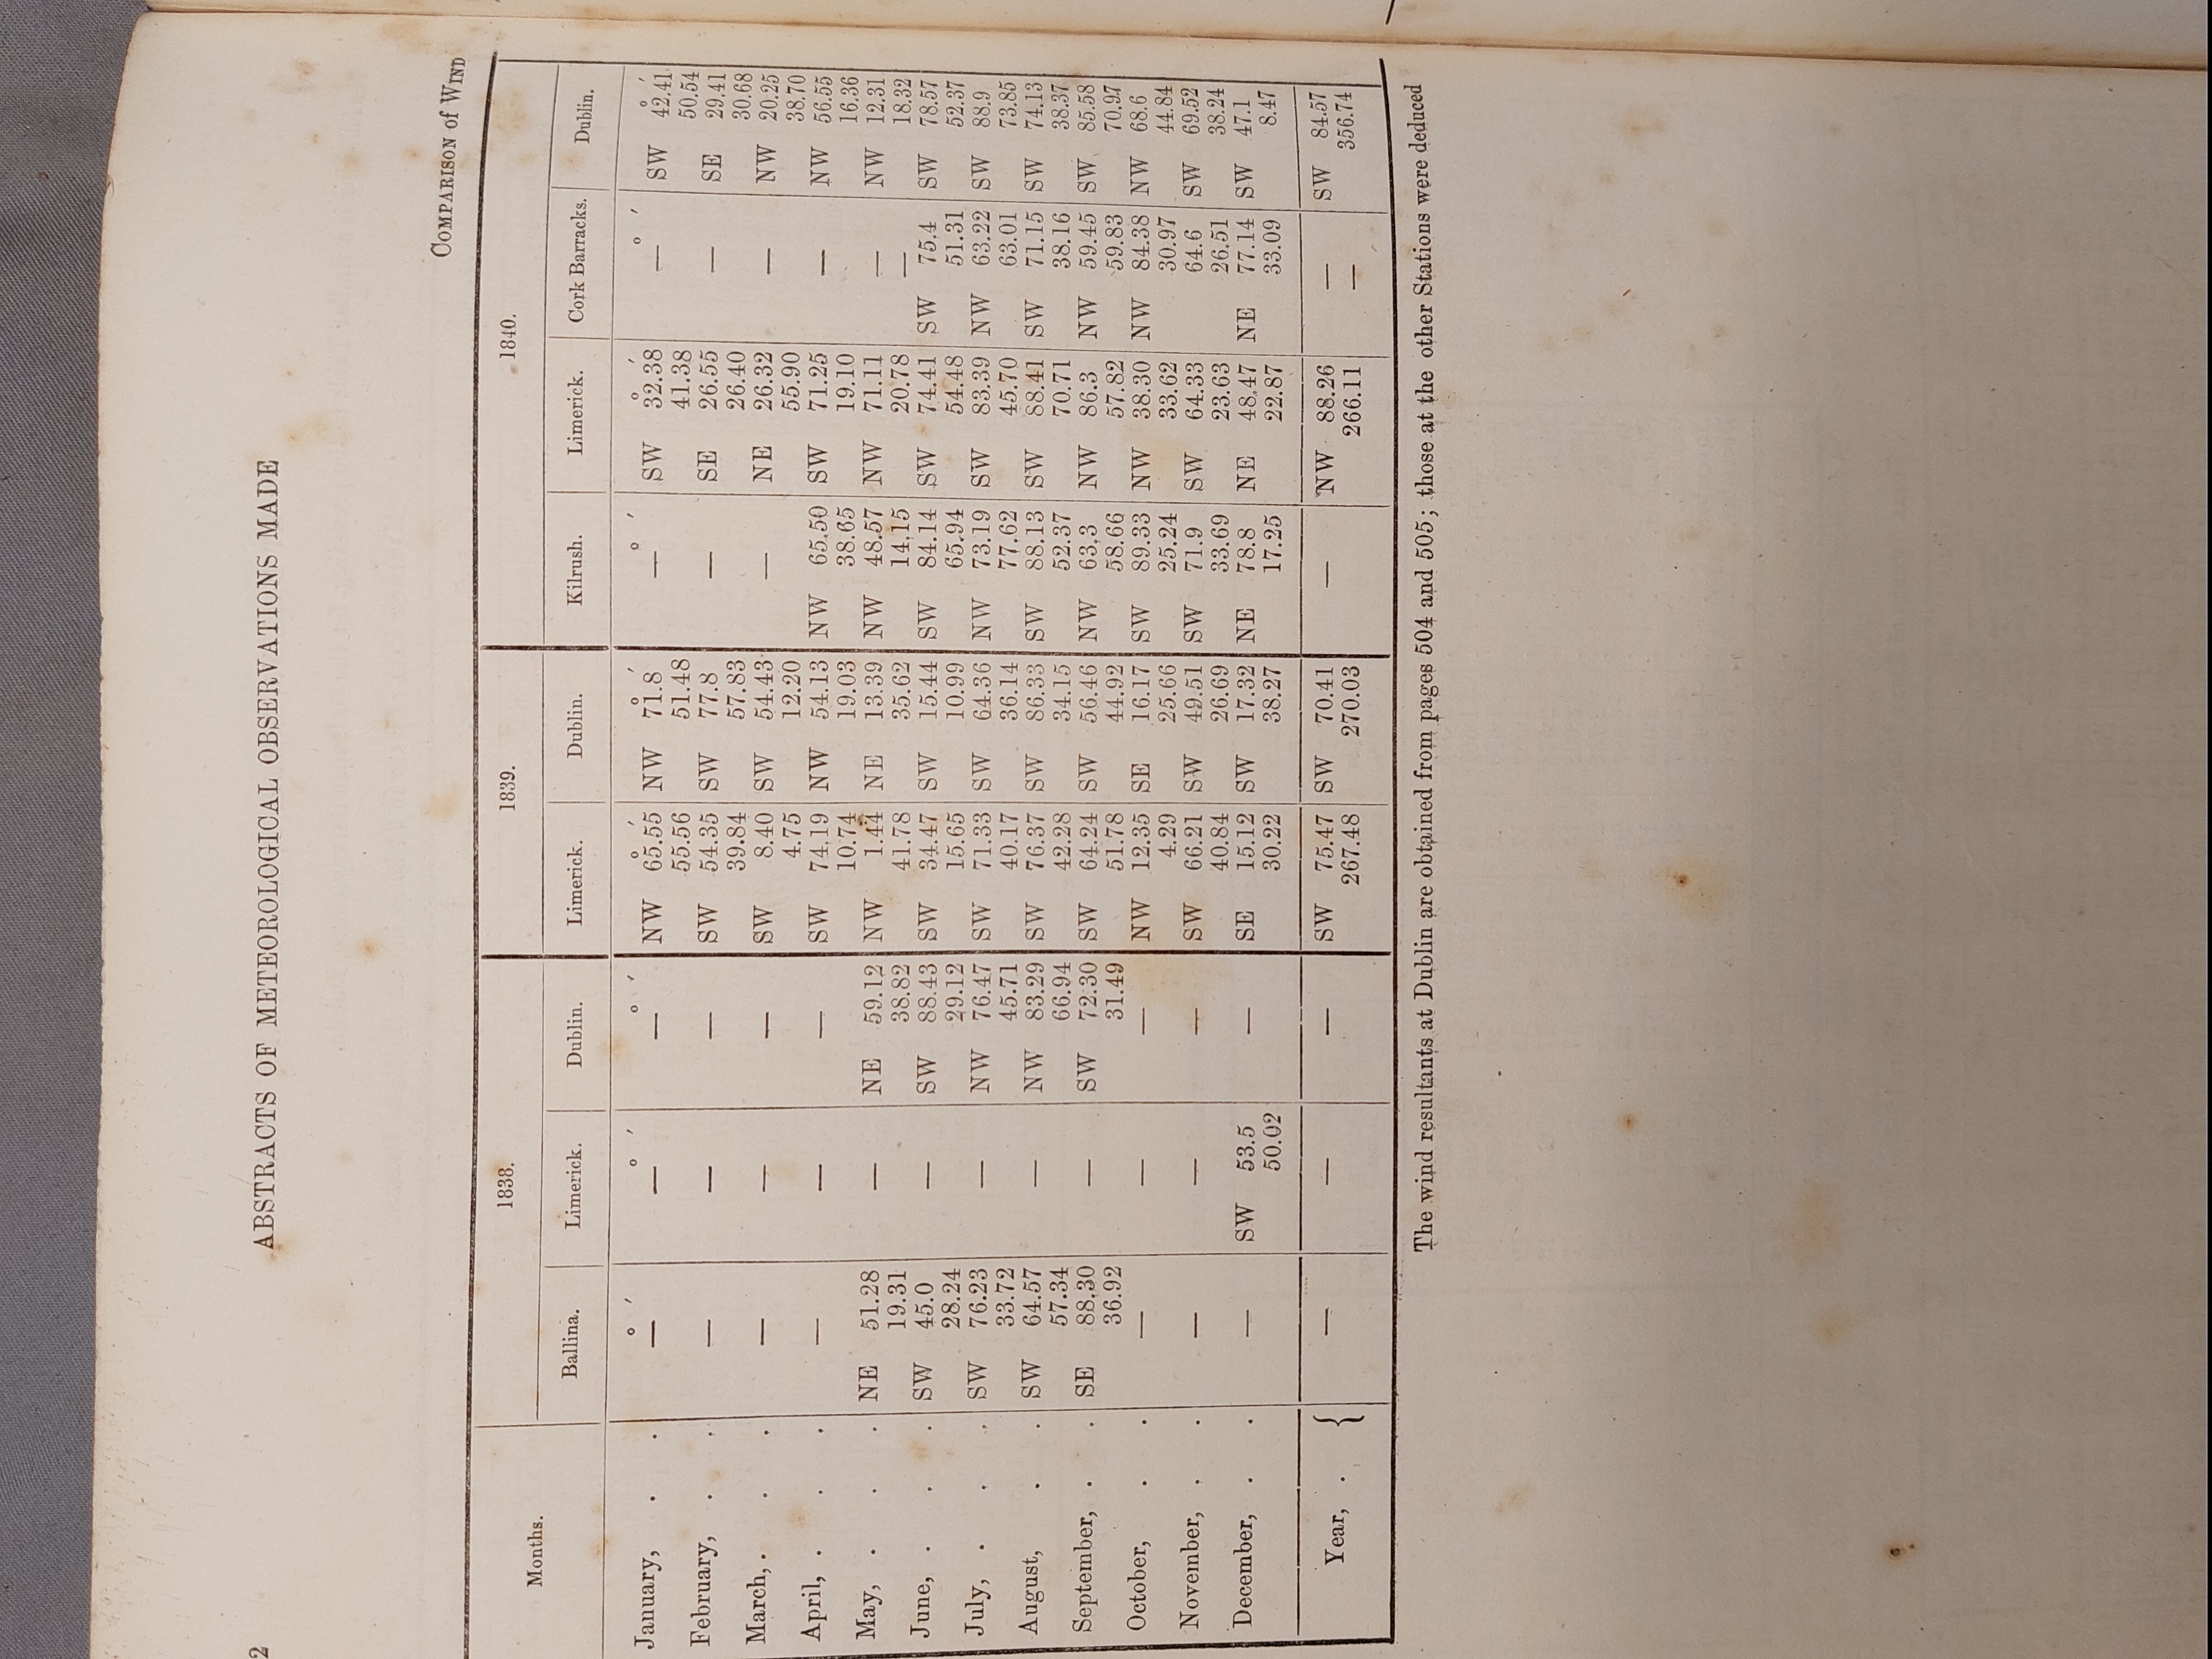 2
ABSTRACTS OF METEOROLOGICAL OBSERVATIONS MADE
COMPARISON of WIND
Months. 1838. 1839. 1840.
Ballina. Limerick. Dublin. Limerick. Dublin. Kilrush. Limerick. Cork Barracks. Dublin.
° ′ ° ′ ° ′ ° ′ ° ′ ° ′ ° ′ ° ′ ° ′
January, . . — — — NW 65.55 NW 71.8 — SW 32.38 — SW 42.41
55.56 51.48 41.38 50.54
February, . . — — — SW 54.35 SW 77.8 — SE 26.55 — SE 29.41
39.84 57.83 26.40 30.68
March, . . . — — — SW 8.40 SW 54.43 — NE 26.32 — NW 20.25
4.75 12.20 55.90 38.70
April, . . . — — — SW 74.19 NW 54.13 NW 65.50 SW 71.25 — NW 56.55
10.74 19.03 38.65 19.10 16.36
May, . . . NE 51.28 — NE 59.12 NW 1.44 NE 13.39 NW 48.57 NW 71.11 — NW 12.31
19.31 38.82 41.78 35.62 14.15 20.78 — 18.32
June, . . . SW 45.0 — SW 88.43 SW 34.47 SW 15.44 SW 84.14 SW 74.41 SW 75.4 SW 78.57
28.24 29.12 15.65 10.99 65.94 54.48 51.31 52.37
July, . . . SW 76.23 — NW 76.47 SW 71.33 SW 64.36 NW 73.19 SW 83.39 NW 63.22 SW 88.9
33.72 45.71 40.17 36.14 77.62 45.70 63.01 73.85
August, . . SW 64.57 — NW 83.29 SW 76.37 SW 86.33 SW 88.13 SW 88.41 SW 71.15 SW 74.13
57.34 66.94 42.28 34.15 52.37 70.71 38.16 38.37
September, . . SE 88.30 — SW 72.30 SW 64.24 SW 56.46 NW 63.3 NW 86.3 NW 59.45 SW 85.58
36.92 31.49 51.78 44.92 58.66 57.82 59.83 70.97
October, . . — — — NW 12.35 SE 16.17 SW 89.33 NW 38.30 NW 84.38 NW 68.6
4.29 25.66 25.24 33.62 30.97 44.84
November, . . — — — SW 66.21 SW 49.51 SW 71.9 SW 64.33 64.6 SW 69.52
40.84 26.69 33.69 23.63 26.51 38.24
December, . . — SW 53.5 — SE 15.12 SW 17.32 NE 78.8 NE 48.47 NE 77.14 SW 47.1
50.02 30.22 38.27 17.25 22.87 33.09 8.47
Year, . { — — — SW 75.47 SW 70.41 — NW 88.26 — SW 84.57
267.48 270.03 266.11 — 356.74
The wind resultants at Dublin are obtained from pages 504 and 505; those at the other Stations were deduced